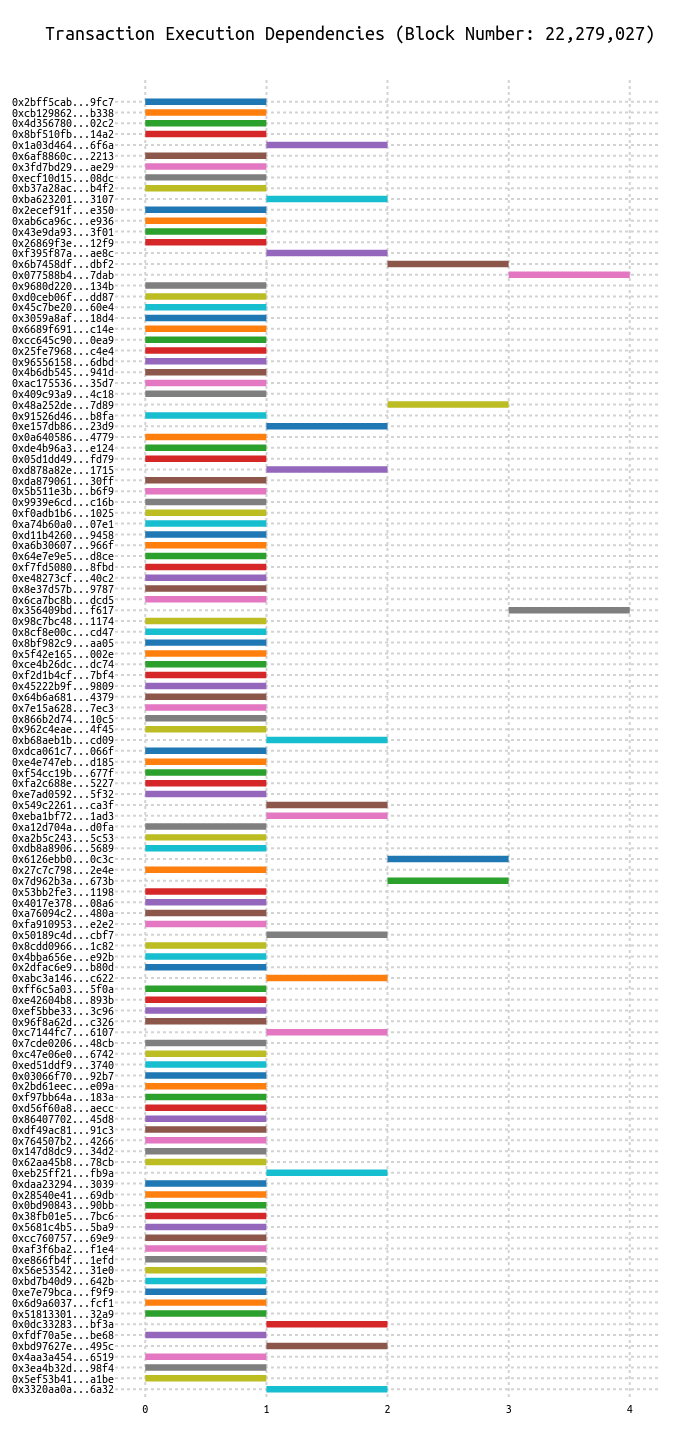 Transaction Execution Dependencies (Block Number: 22,279,027)
0x2bff5cab...9fc7
0xcb129862...b338
0x4d356780...02c2
0x8bf510fb...14a2
0x1a03d464...6f6a
0x6af8860c...2213
0x3fd7bd29...ae29
0xecf10d15...08dc
0xb37a28ac...b4f2
0xba623201...3107
0x2ecef91f...e350
0xab6ca96c...e936
0x43e9da93...3f01
0x26869f3e...12f9
0xf395f87a...ae8c
0x6b7458df...dbf2
0x077588b4...7dab
0x9680d220...134b
0xd0ceb06f...dd87
0x45c7be20...60e4
0x3059a8af...18d4
0x6689f691...c14e
0xcc645c90...0ea9
0x25fe7968...c4e4
0x96556158...6dbd
0x4b6db545...941d
0xac175536...35d7
0x409c93a9...4c18
0x48a252de...7d89
0x91526d46...b8fa
0xe157db86...23d9
0x0a640586...4779
0xde4b96a3...e124
0x05d1dd49...fd79
0xd878a82e...1715
0xda879061...30ff
0x5b511e3b...b6f9
0x9939e6cd...c16b
0xf0adb1b6...1025
0xa74b60a0...07e1
0xd11b4260...9458
0xa6b30607...966f
0x64e7e9e5...d8ce
0xf7fd5080...8fbd
0xe48273cf...40c2
0x8e37d57b...9787
0x6ca7bc8b...dcd5
0x356409bd...f617
0x98c7bc48...1174
0x8cf8e00c...cd47
0x8bf982c9...aa05
0x5f42e165...002e
0xce4b26dc...dc74
0xf2d1b4cf...7bf4
0x45222b9f...9809
0x64b6a681...4379
0x7e15a628...7ec3
0x866b2d74...10c5
0x962c4eae...4f45
0xb68aeb1b...cd09
0xdca061c7...066f
0xe4e747eb...d185
0xf54cc19b...677f
0xfa2c688e...5227
0xe7ad0592...5f32
0x549c2261...ca3f
0xeba1bf72...1ad3
0xa12d704a...d0fa
0xa2b5c243...5c53
0xdb8a8906...5689
0x6126ebb0...0c3c
0x27c7c798...2e4e
0x7d962b3a...673b
0x53bb2fe3...1198
0x4017e378...08a6
0xa76094c2...480a
0xfa910953...e2e2
0x50189c4d...cbf7
0x8cdd0966...1c82
0x4bba656e...e92b
0x2dfac6e9...b80d
0xabc3a146...c622
0xff6c5a03...5f0a
0xe42604b8...893b
0xef5bbe33...3c96
0x96f8a62d...c326
0xc7144fc7...6107
0x7cde0206...48cb
0xc47e06e0...6742
0xed51ddf9...3740
0x03066f70...92b7
0x2bd61eec...e09a
0xf97bb64a...183a
0xd56f60a8...aecc
0x86407702...45d8
0xdf49ac81...91c3
0x764507b2...4266
0x147d8dc9...34d2
0x62aa45b8...78cb
0xeb25ff21...fb9a
0xdaa23294...3039
0x28540e41...69db
0x0bd90843...90bb
0x38fb01e5...7bc6
0x5681c4b5...5ba9
0xcc760757...69e9
0xaf3f6ba2...f1e4
0xe866fb4f...1efd
0x56e53542...31e0
0xbd7b40d9...642b
0xe7e79bca...f9f9
0x6d9a6037...fcf1
0x51813301...32a9
0x0dc33283...bf3a
0xfdf70a5e...be68
0xbd97627e...495c
0x4aa3a454...6519
0x3ea4b32d...98f4
0x5ef53b41...a1be
0x3320aa0a...6a32
0 1 2 3 4